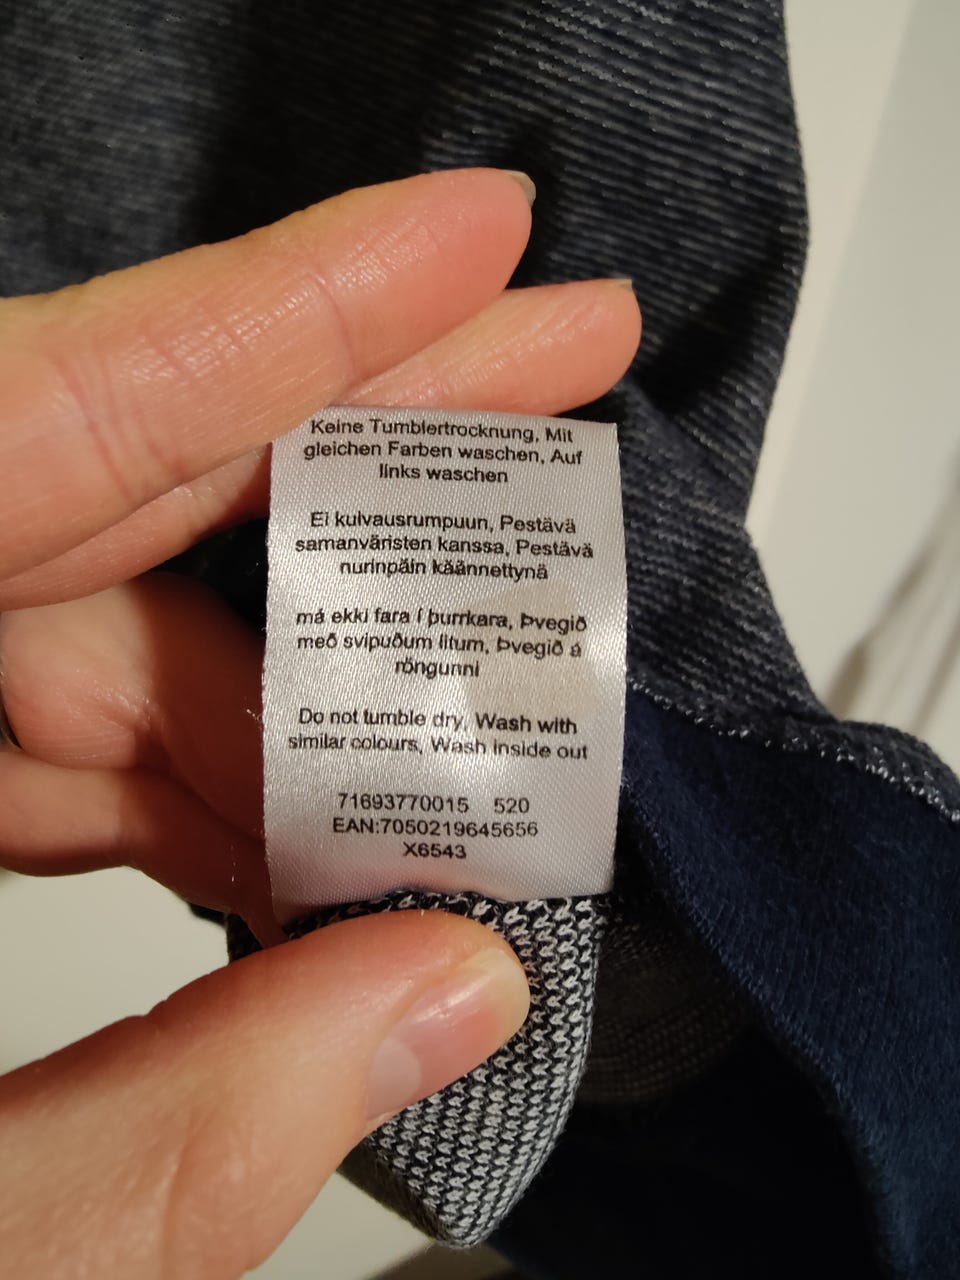 Keine Tumblertrocknung, Mit
gleichen Farben waschen, Auf
links waschen
Ei kuivausrumpuun, Pestävä
samanväristen kanssa, Pestävä
nurinpäin käännettynä
má ekki fara í þurrkara, Þvegið
með svipuðum litum, Þvegið á
röngunni
Do not tumble dry, Wash with
similar colours, Wash inside out
71693770015 520
EAN:7050219645656
X6543